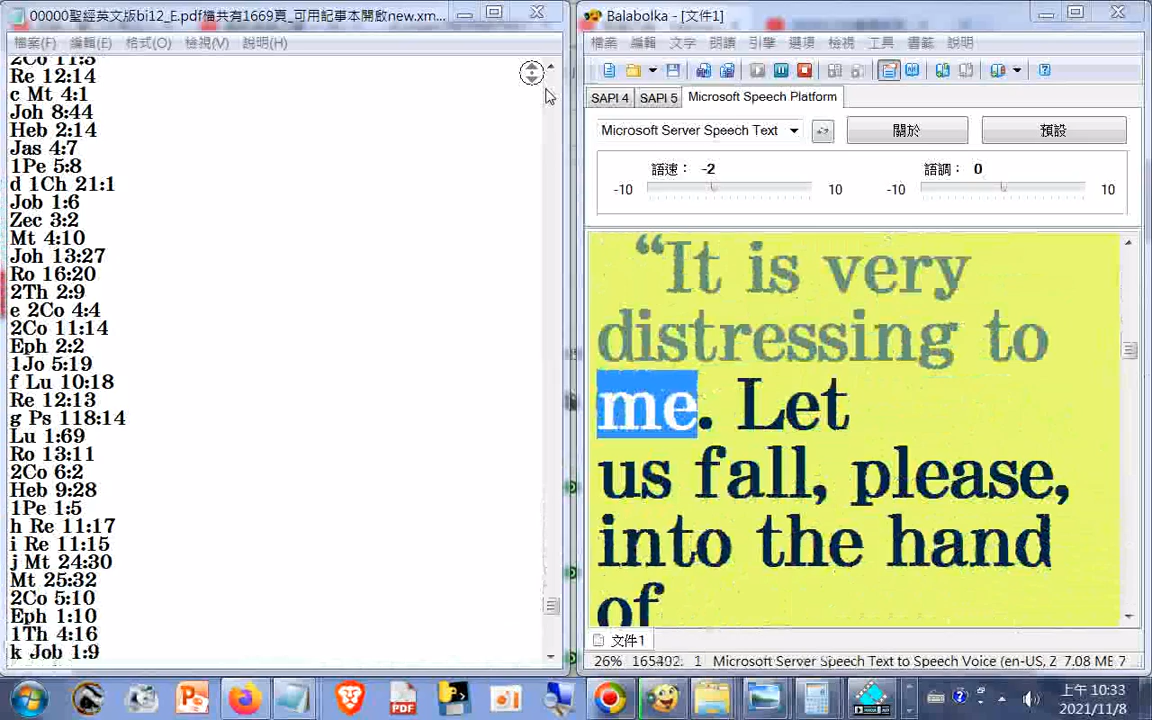 00000聖經英文版bi12_E.pdf檔共有1669頁_可用記事本開啟new.xm...
檔案(F) 編輯(E) 格式(O) 檢視(V) 說明(H)
2Co 11:3
Re 12:14
c Mt 4:1
Joh 8:44
Heb 2:14
Jas 4:7
1Pe 5:8
d 1Ch 21:1
Job 1:6
Zec 3:2
Mt 4:10
Joh 13:27
Ro 16:20
2Th 2:9
e 2Co 4:4
2Co 11:14
Eph 2:2
1Jo 5:19
f Lu 10:18
Re 12:13
g Ps 118:14
Lu 1:69
Ro 13:11
2Co 6:2
Heb 9:28
1Pe 1:5
h Re 11:17
i Re 11:15
j Mt 24:30
Mt 25:32
2Co 5:10
Eph 1:10
1Th 4:16
k Job 1:9
Balabolka - [文件1]
檔案 編輯 文字 朗讀 引擎 選項 檢視 工具 書籤 說明
SAPI 4 SAPI 5 Microsoft Speech Platform
Microsoft Server Speech Text 關於 預設
語速： -2 語調： 0
-10 10 -10 10
“It is very
distressing to
me. Let
us fall, please,
into the hand
of
文件1
26% 1 Microsoft Server Speech Text to Speech Voice (en-US, Z 7.08 MB 7
PDF
上午 10:33
2021/11/8